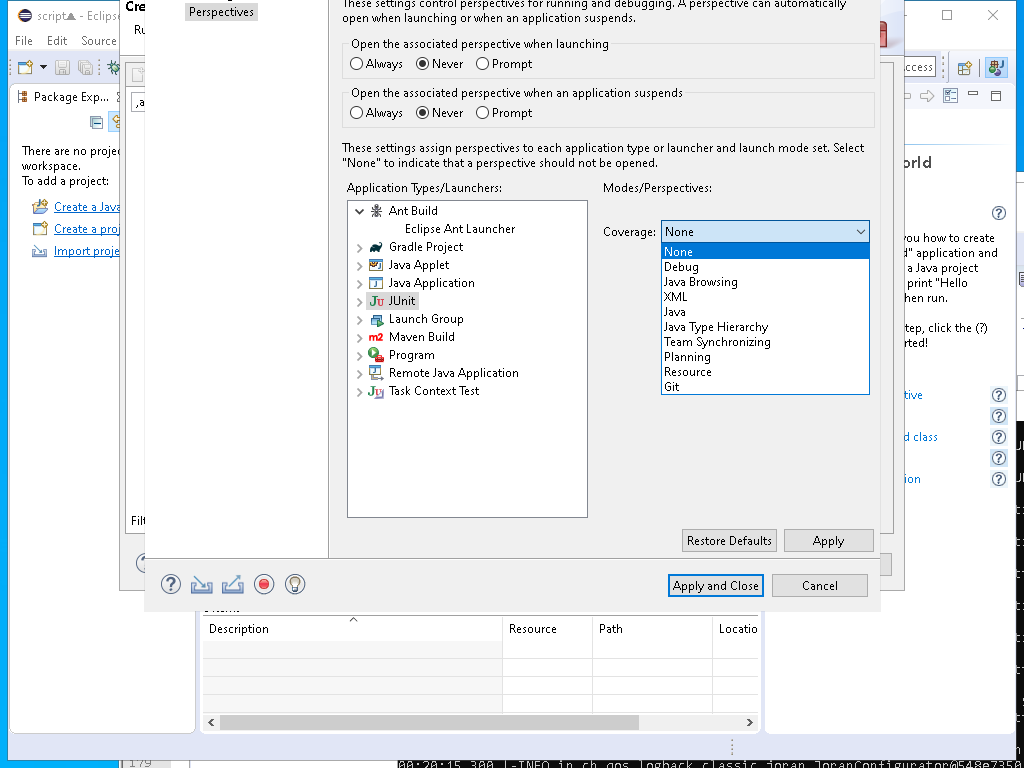 script
- Eclips
File Edit Source
Cre
Ru
Perspectives
These settings control perspectives for running and debugging. A perspective can automatically
open when launching or when an application suspends.
Open the associated perspective when launching
Always Never Prompt
Open the associated perspective when an application suspends
Always Never Prompt
These settings assign perspectives to each application type or launcher and launch mode set. Select
"None" to indicate that a perspective should not be opened.
Application Types/Launchers:
Modes/Perspectives:
Ant Build
Eclipse Ant Launcher
Gradle Project
Java Applet
Java Application
JUnit
Launch Group
Maven Build
Program
Remote Java Application
Task Context Test
Coverage: None
None
Debug
Java Browsing
XML
Java
Java Type Hierarchy
Team Synchronizing
Planning
Resource
Git
Restore Defaults Apply
Apply and Close Cancel
Package Exp...
There are no proje
workspace.
To add a project:
Create a Java
Create a proj
Import proje
,a
Filt
ccess
orld
you how to create
d" application and
a Java project
print "Hello
hen run.
tep, click the (?)
rted!
tive
d class
ion
Description Resource Path Locatio
179
00:20:15,300 |-INFO in ch.qos.logback.classic.joran.JoranConfigurator@548e7350